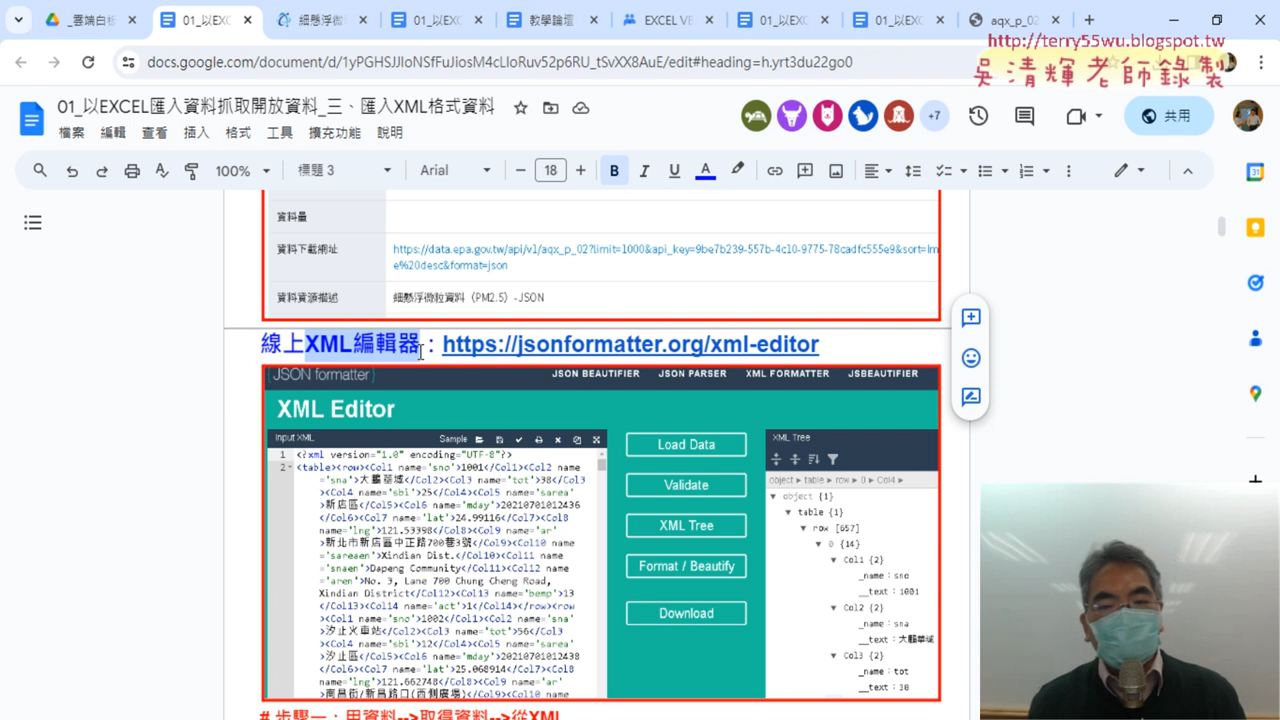 _雲端白板
01_以EXC
細懸浮微
01_以EXC
教學論壇
EXCEL VB
01_以EXC
01_以EXC
aqx_p_02
http://terry55wu.blogspot.tw
docs.google.com/document/d/1yPGHSJJIoNSfFuJiosM4cLIoRuv52p6RU_tSvXX8AuE/edit#heading=h.yrt3du22go0
吳清輝老師錄製
01_以EXCEL匯入資料抓取開放資料_三、匯入XML格式資料
+7
共用
檔案 編輯 查看 插入 格式 工具 擴充功能 說明
100% 標題 3 Arial 18 B I U A
資料量
資料下載網址
https://data.epa.gov.tw/api/v1/aqx_p_02?limit=1000&api_key=9be7b239-557b-4c10-9775-78cadfc555e9&sort=Im
e%20desc&format=json
資料資源描述 細懸浮微粒資料（PM2.5）-JSON
線上XML編輯器：https://jsonformatter.org/xml-editor
{JSON formatter} JSON BEAUTIFIER JSON PARSER XML FORMATTER JSBEAUTIFIER
XML Editor
Input XML Sample
1 <?xml version="1.0" encoding="UTF-8"?>
2 <table><row><Col1 name='sno'>1001</Col1><Col2 name
='sna'>大鵬華城</Col2><Col3 name='tot'>38</Col3
><Col4 name='sbi'>25</Col4><Col5 name='sarea'
>新店區</Col5><Col6 name='mday'>20210701012436
</Col6><Col7 name='lat'>24.99116</Col7><Col8
name='lng'>121.53398</Col8><Col9 name='ar'
>新北市新店區中正路700巷3號</Col9><Col10
name='sareaen'>Xindian Dist.</Col10><Col11 name
='snaen'>Dapeng Community</Col11><Col12 name
='aren'>No. 3, Lane 700 Chung Cheng Road,
Xindian District</Col12><Col13 name='bemp'>13
</Col13><Col14 name='act'>1</Col14></row><row
><Col1 name='sno'>1002</Col1><Col2 name='sna'
>汐止火車站</Col2><Col3 name='tot'>56</Col3
><Col4 name='sbi'>12</Col4><Col5 name='sarea'
>汐止區</Col5><Col6 name='mday'>20210701012438
</Col6><Col7 name='lat'>25.068914</Col7><Col8
name='lng'>121.662748</Col8><Col9 name='ar'
>南昌街/新昌路口(西側廣場)</Col9><Col10
Load Data
Validate
XML Tree
Format / Beautify
Download
XML Tree
object ▸ table ▸ row ▸ 0 ▸ Col4 ▸
object {1}
table {1}
row [657]
0 {14}
Col1 {2}
_name : sno
__text : 1001
Col2 {2}
_name : sna
__text : 大鵬華城
Col3 {2}
_name : tot
__text : 38
# 步驟一：用資料-->取得資料-->從XML